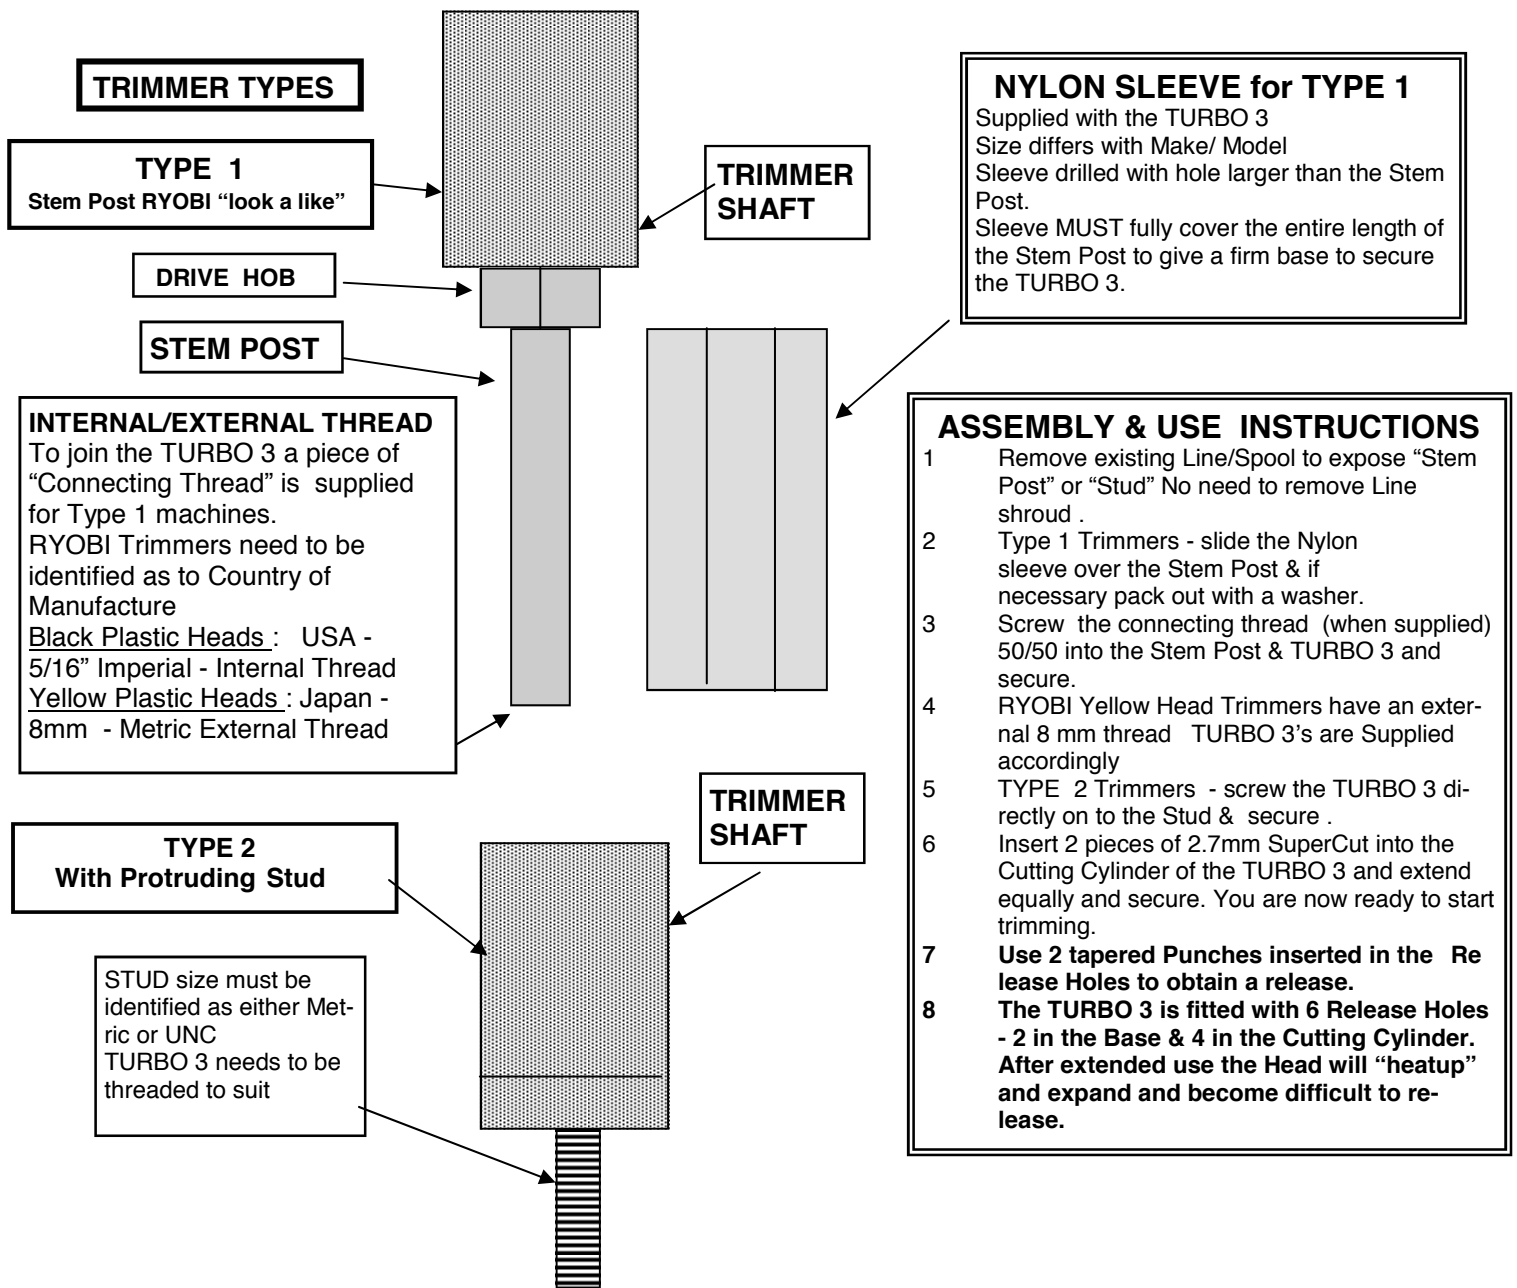 TRIMMER TYPES
TYPE 1
Stem Post RYOBI “look a like”
DRIVE HOB
STEM POST
INTERNAL/EXTERNAL THREAD
To join the TURBO 3 a piece of
“Connecting Thread” is supplied
for Type 1 machines.
RYOBI Trimmers need to be
identified as to Country of
Manufacture
Black Plastic Heads : USA -
5/16” Imperial - Internal Thread
Yellow Plastic Heads : Japan -
8mm - Metric External Thread
TRIMMER
SHAFT
NYLON SLEEVE for TYPE 1
Supplied with the TURBO 3
Size differs with Make/ Model
Sleeve drilled with hole larger than the Stem
Post.
Sleeve MUST fully cover the entire length of
the Stem Post to give a firm base to secure
the TURBO 3.
TYPE 2
With Protruding Stud
STUD size must be
identified as either Met-
ric or UNC
TURBO 3 needs to be
threaded to suit
TRIMMER
SHAFT
ASSEMBLY & USE INSTRUCTIONS
1 Remove existing Line/Spool to expose “Stem
Post” or “Stud” No need to remove Line
shroud .
2 Type 1 Trimmers - slide the Nylon
sleeve over the Stem Post & if
necessary pack out with a washer.
3 Screw the connecting thread (when supplied)
50/50 into the Stem Post & TURBO 3 and
secure.
4 RYOBI Yellow Head Trimmers have an exter-
nal 8 mm thread TURBO 3's are Supplied
accordingly
5 TYPE 2 Trimmers - screw the TURBO 3 di-
rectly on to the Stud & secure .
6 Insert 2 pieces of 2.7mm SuperCut into the
Cutting Cylinder of the TURBO 3 and extend
equally and secure. You are now ready to start
trimming.
7 Use 2 tapered Punches inserted in the Re
lease Holes to obtain a release.
8 The TURBO 3 is fitted with 6 Release Holes
- 2 in the Base & 4 in the Cutting Cylinder.
After extended use the Head will “heatup”
and expand and become difficult to re-
lease.